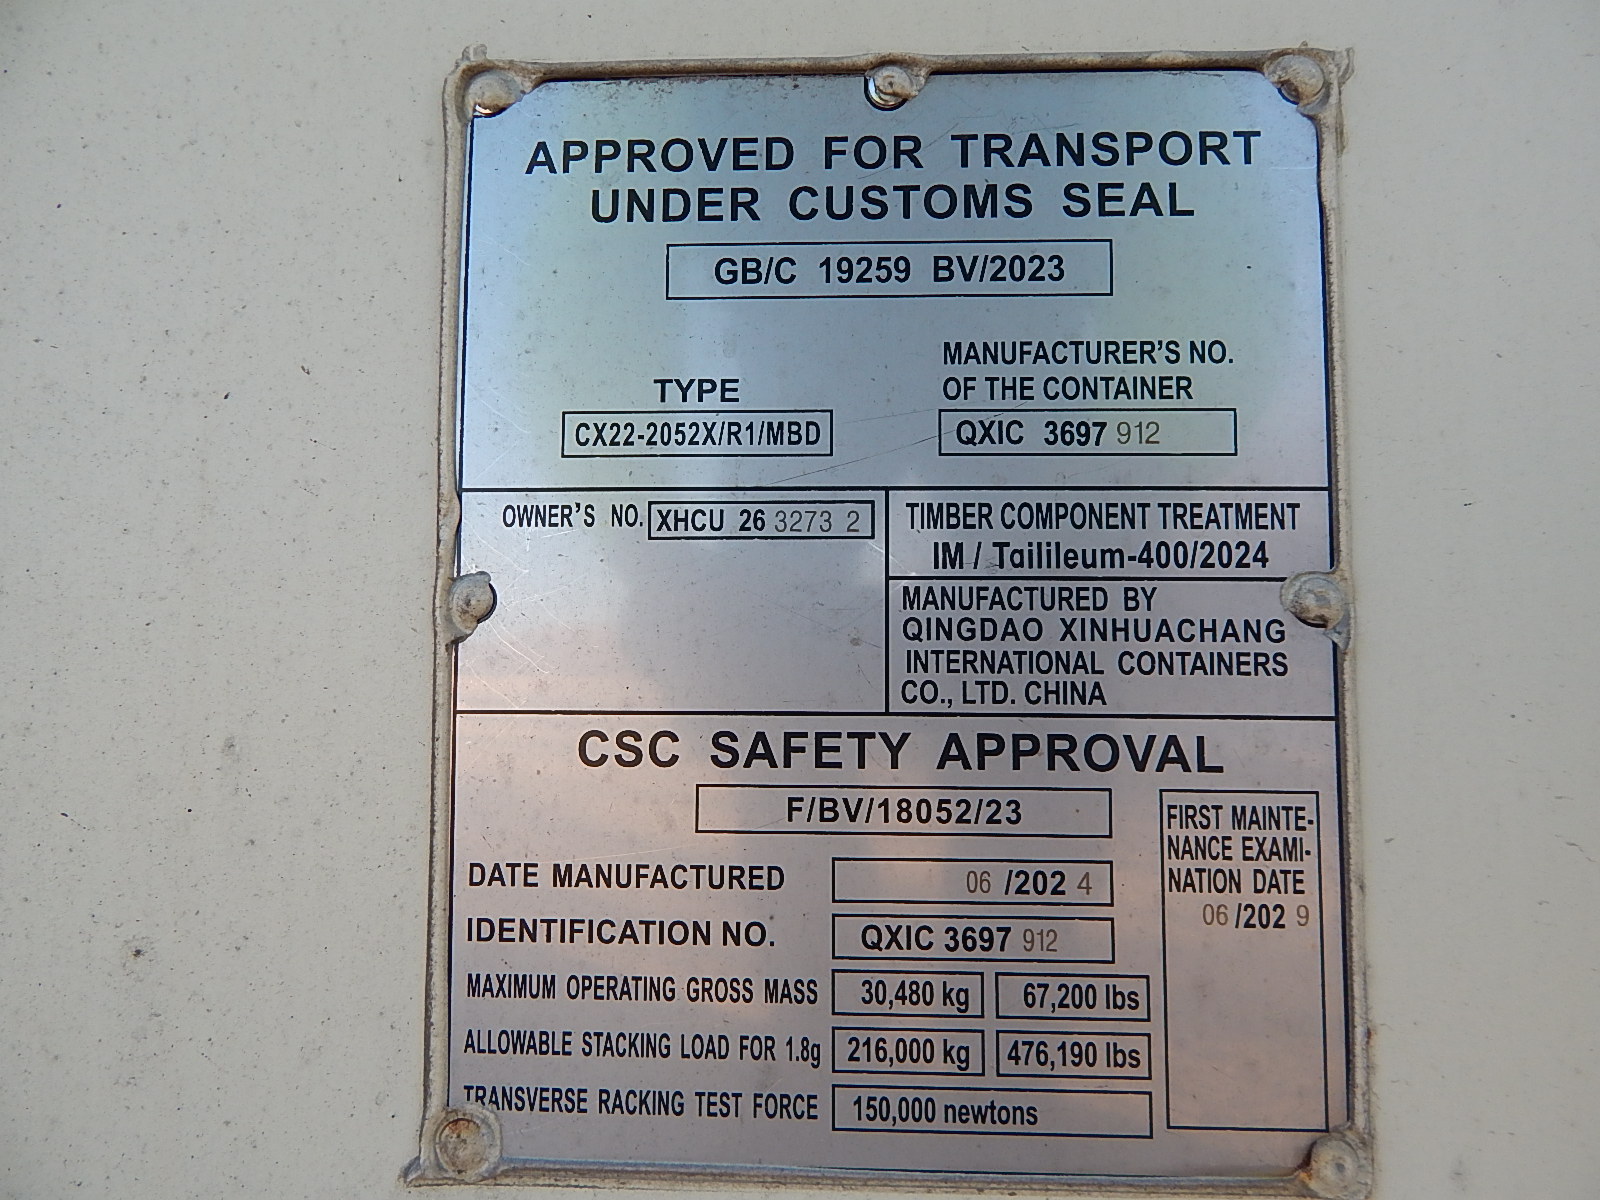 APPROVED FOR TRANSPORT
UNDER CUSTOMS SEAL
GB/C 19259 BV/2023
TYPE
CX22-2052X/R1/MBD
MANUFACTURER'S NO.
OF THE CONTAINER
QXIC 3697 912
OWNER'S NO. XHCU 26 3273 2
TIMBER COMPONENT TREATMENT
IM / Tailileum-400/2024
MANUFACTURED BY
QINGDAO XINHUACHANG
INTERNATIONAL CONTAINERS
CO., LTD. CHINA
CSC SAFETY APPROVAL
F/BV/18052/23
DATE MANUFACTURED 06 /202 4
IDENTIFICATION NO. QXIC 3697 912
MAXIMUM OPERATING GROSS MASS 30,480 kg 67,200 lbs
ALLOWABLE STACKING LOAD FOR 1.8g 216,000 kg 476,190 lbs
TRANSVERSE RACKING TEST FORCE 150,000 newtons
FIRST MAINTE-
NANCE EXAMI-
NATION DATE
06 /202 9